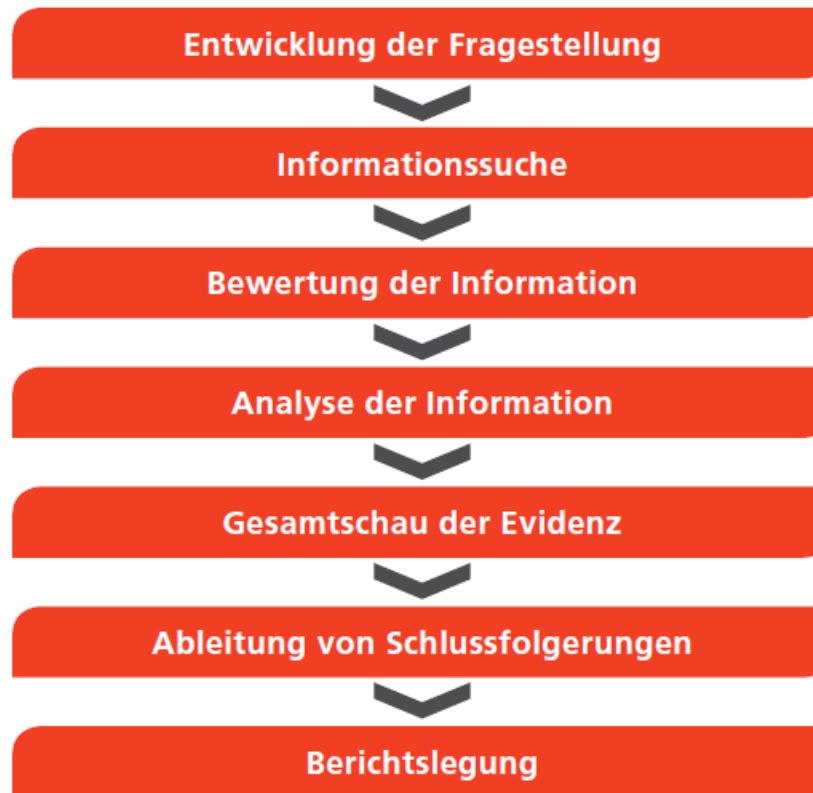 Entwicklung der Fragestellung
Informationssuche
Bewertung der Information
Analyse der Information
Gesamtschau der Evidenz
Ableitung von Schlussfolgerungen
Berichtslegung